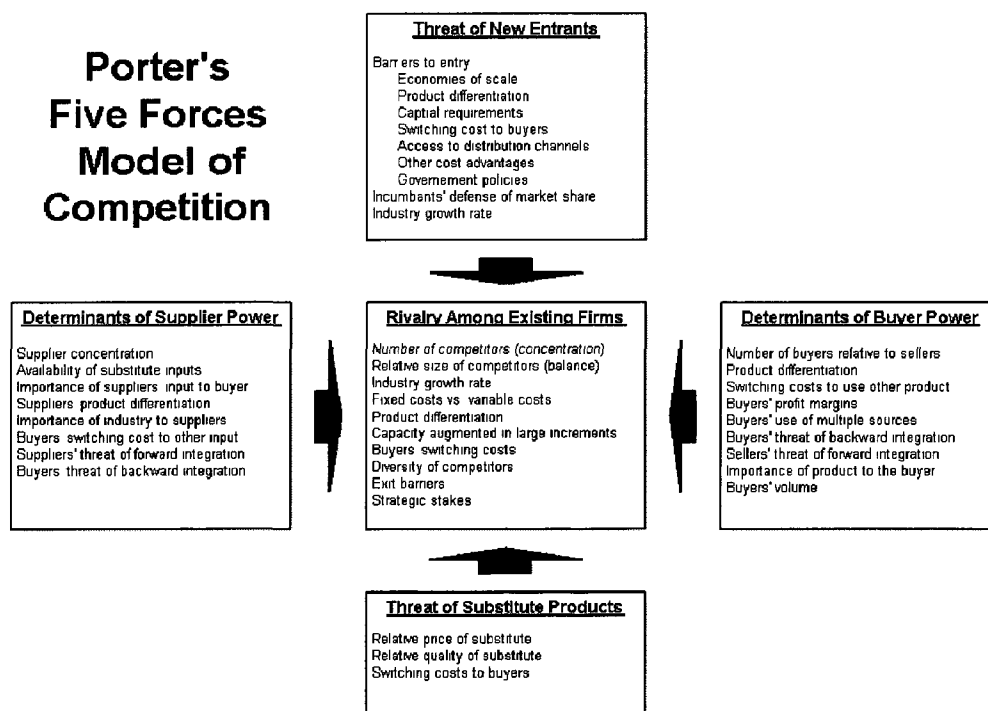 Porter's
Five Forces
Model of
Competition
Threat of New Entrants
Barriers to entry
Economies of scale
Product differentiation
Captial requirements
Switching cost to buyers
Access to distribution channels
Other cost advantages
Governement policies
Incumbants' defense of market share
Industry growth rate
Determinants of Supplier Power
Supplier concentration
Availability of substitute inputs
Importance of suppliers input to buyer
Suppliers product differentiation
Importance of industry to suppliers
Buyers switching cost to other input
Suppliers' threat of forward integration
Buyers threat of backward integration
Rivalry Among Existing Firms
Number of competitors (concentration)
Relative size of competitors (balance)
Industry growth rate
Fixed costs vs variable costs
Product differentiation
Capacity augmented in large increments
Buyers switching costs
Diversity of competitors
Exit barriers
Strategic stakes
Determinants of Buyer Power
Number of buyers relative to sellers
Product differentiation
Switching costs to use other product
Buyers' profit margins
Buyers' use of multiple sources
Buyers' threat of backward integration
Sellers' threat of forward integration
Importance of product to the buyer
Buyers' volume
Threat of Substitute Products
Relative price of substitute
Relative quality of substitute
Switching costs to buyers